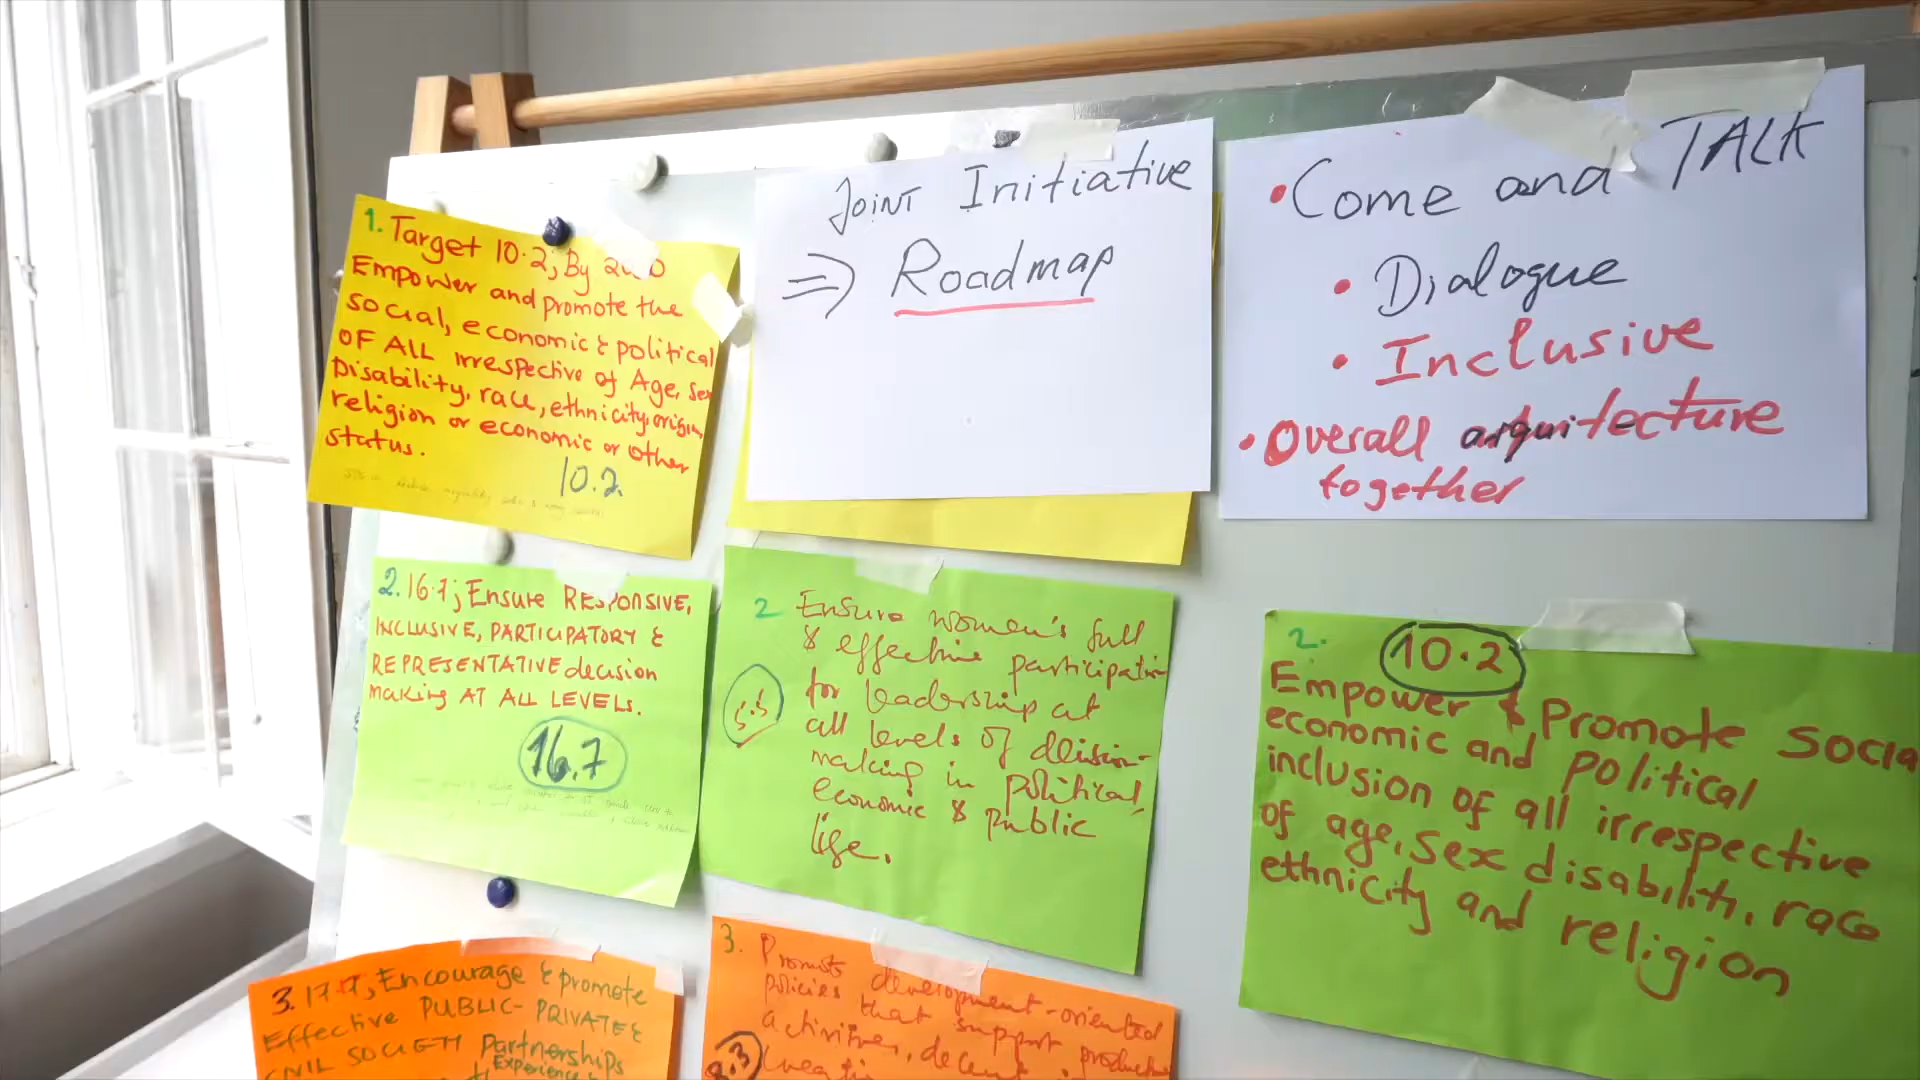 1. Target 10.2; By
Empower and promote the
social, economic & political
OF ALL irrespective of Age, Sex
Disability, race, ethnicity, origin,
religion or economic or other
status.
10.2.
Joint Initiative
⇒ Roadmap
• Come and TALK
• Dialogue
• Inclusive
• Overall arquitecture
together
2. 16.7; Ensure RESPONSIVE,
INCLUSIVE, PARTICIPATORY &
REPRESENTATIVE decision
making AT ALL LEVELS.
16.7
2 Ensure women's full
& effective participation
for leadership at
all levels of decision-
making in political,
economic & public
life.
5.5
2.
10.2
Empower & Promote Socia
economic and political
inclusion of all irrespective
of age, sex disability, race
ethnicity and religion
3. 17.17; Encourage & promote
Effective PUBLIC-PRIVATE &
CIVIL SOCIETY Partnerships
Experience
3. Promote development-oriented
policies that support productive
activities, decent
8.3